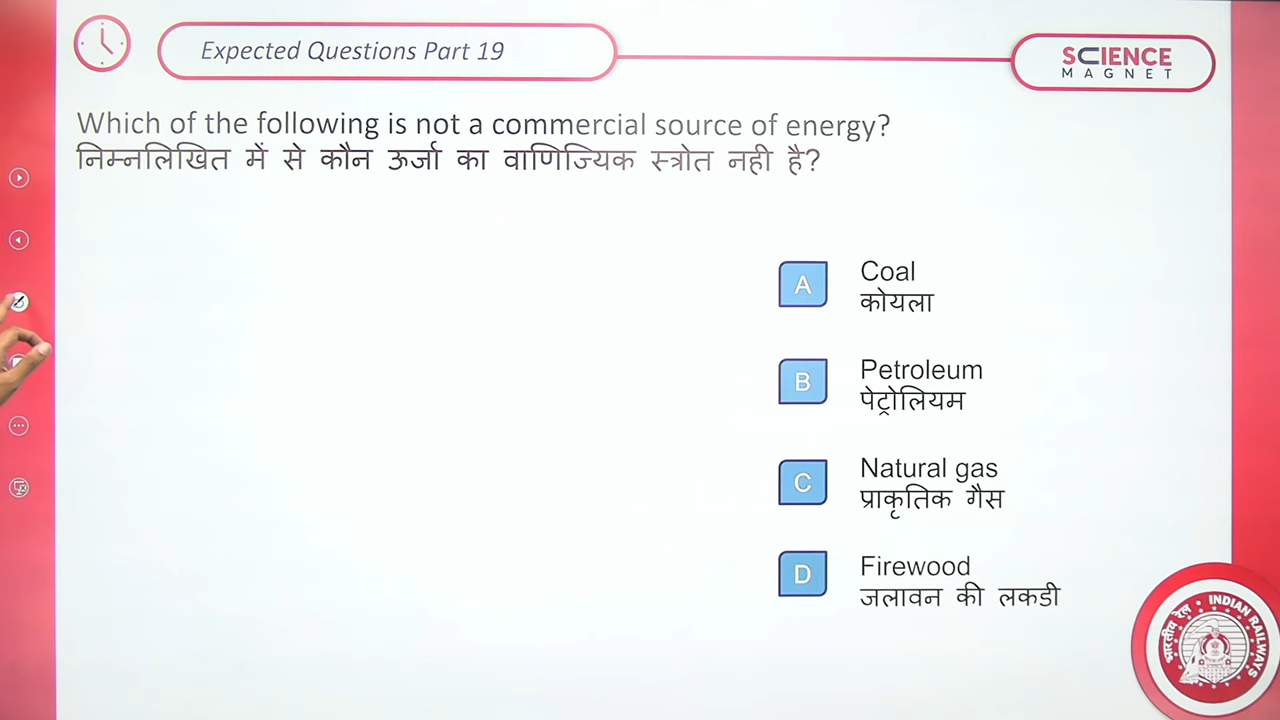 Expected Questions Part 19
SCIENCE
MAGNET
Which of the following is not a commercial source of energy?
निम्नलिखित में से कौन ऊर्जा का वाणिज्यिक स्त्रोत नही है?
A
Coal
कोयला
B
Petroleum
पेट्रोलियम
C
Natural gas
प्राकृतिक गैस
D
Firewood
जलावन की लकडी
भारतीय रेल • INDIAN RAILWAYS